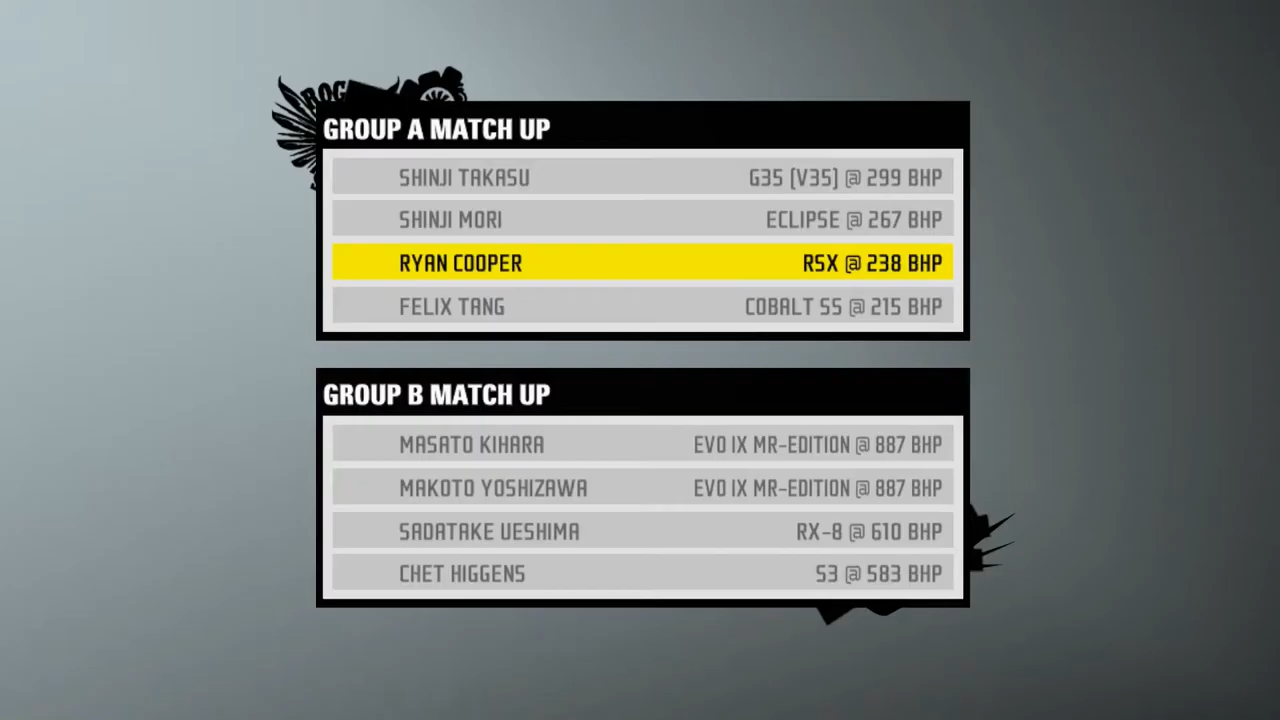 ROG
GROUP A MATCH UP
SHINJI TAKASU G35 [V35] @ 299 BHP
SHINJI MORI ECLIPSE @ 267 BHP
RYAN COOPER RSX @ 238 BHP
FELIX TANG COBALT SS @ 215 BHP
GROUP B MATCH UP
MASATO KIHARA EVO IX MR-EDITION @ 887 BHP
MAKOTO YOSHIZAWA EVO IX MR-EDITION @ 887 BHP
SADATAKE UESHIMA RX-8 @ 610 BHP
CHET HIGGENS S3 @ 583 BHP